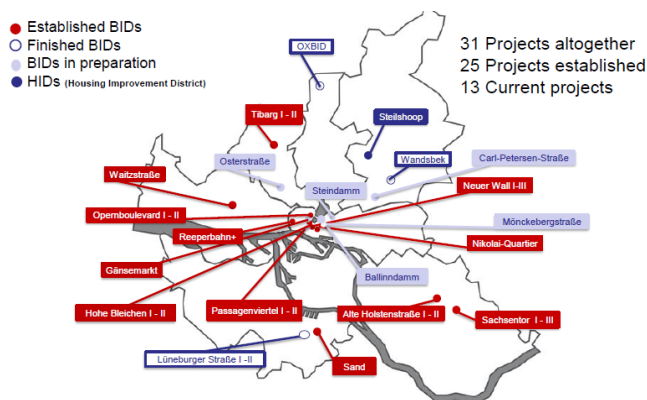 Established BIDs
Finished BIDs
BIDs in preparation
HIDs (Housing Improvement District)
31 Projects altogether
25 Projects established
13 Current projects
OXBID
Tibarg I - II
Steilshoop
Osterstraße
Wandsbek
Carl-Petersen-Straße
Waitzstraße
Steindamm
Neuer Wall I-III
Opernboulevard I - II
Mönckebergstraße
Reeperbahn+
Nikolai-Quartier
Gänsemarkt
Ballinndamm
Hohe Bleichen I - II
Passagenviertel I - II
Alte Holstenstraße I - II
Sachsentor I - III
Lüneburger Straße I -II
Sand